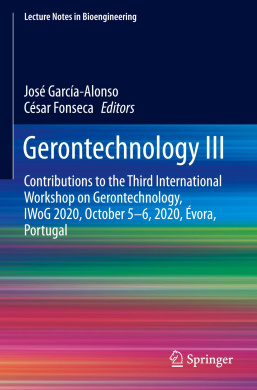 Lecture Notes in Bioengineering
José García-Alonso
César Fonseca Editors
Gerontechnology III
Contributions to the Third International
Workshop on Gerontechnology,
IWoG 2020, October 5–6, 2020, Évora,
Portugal
Springer